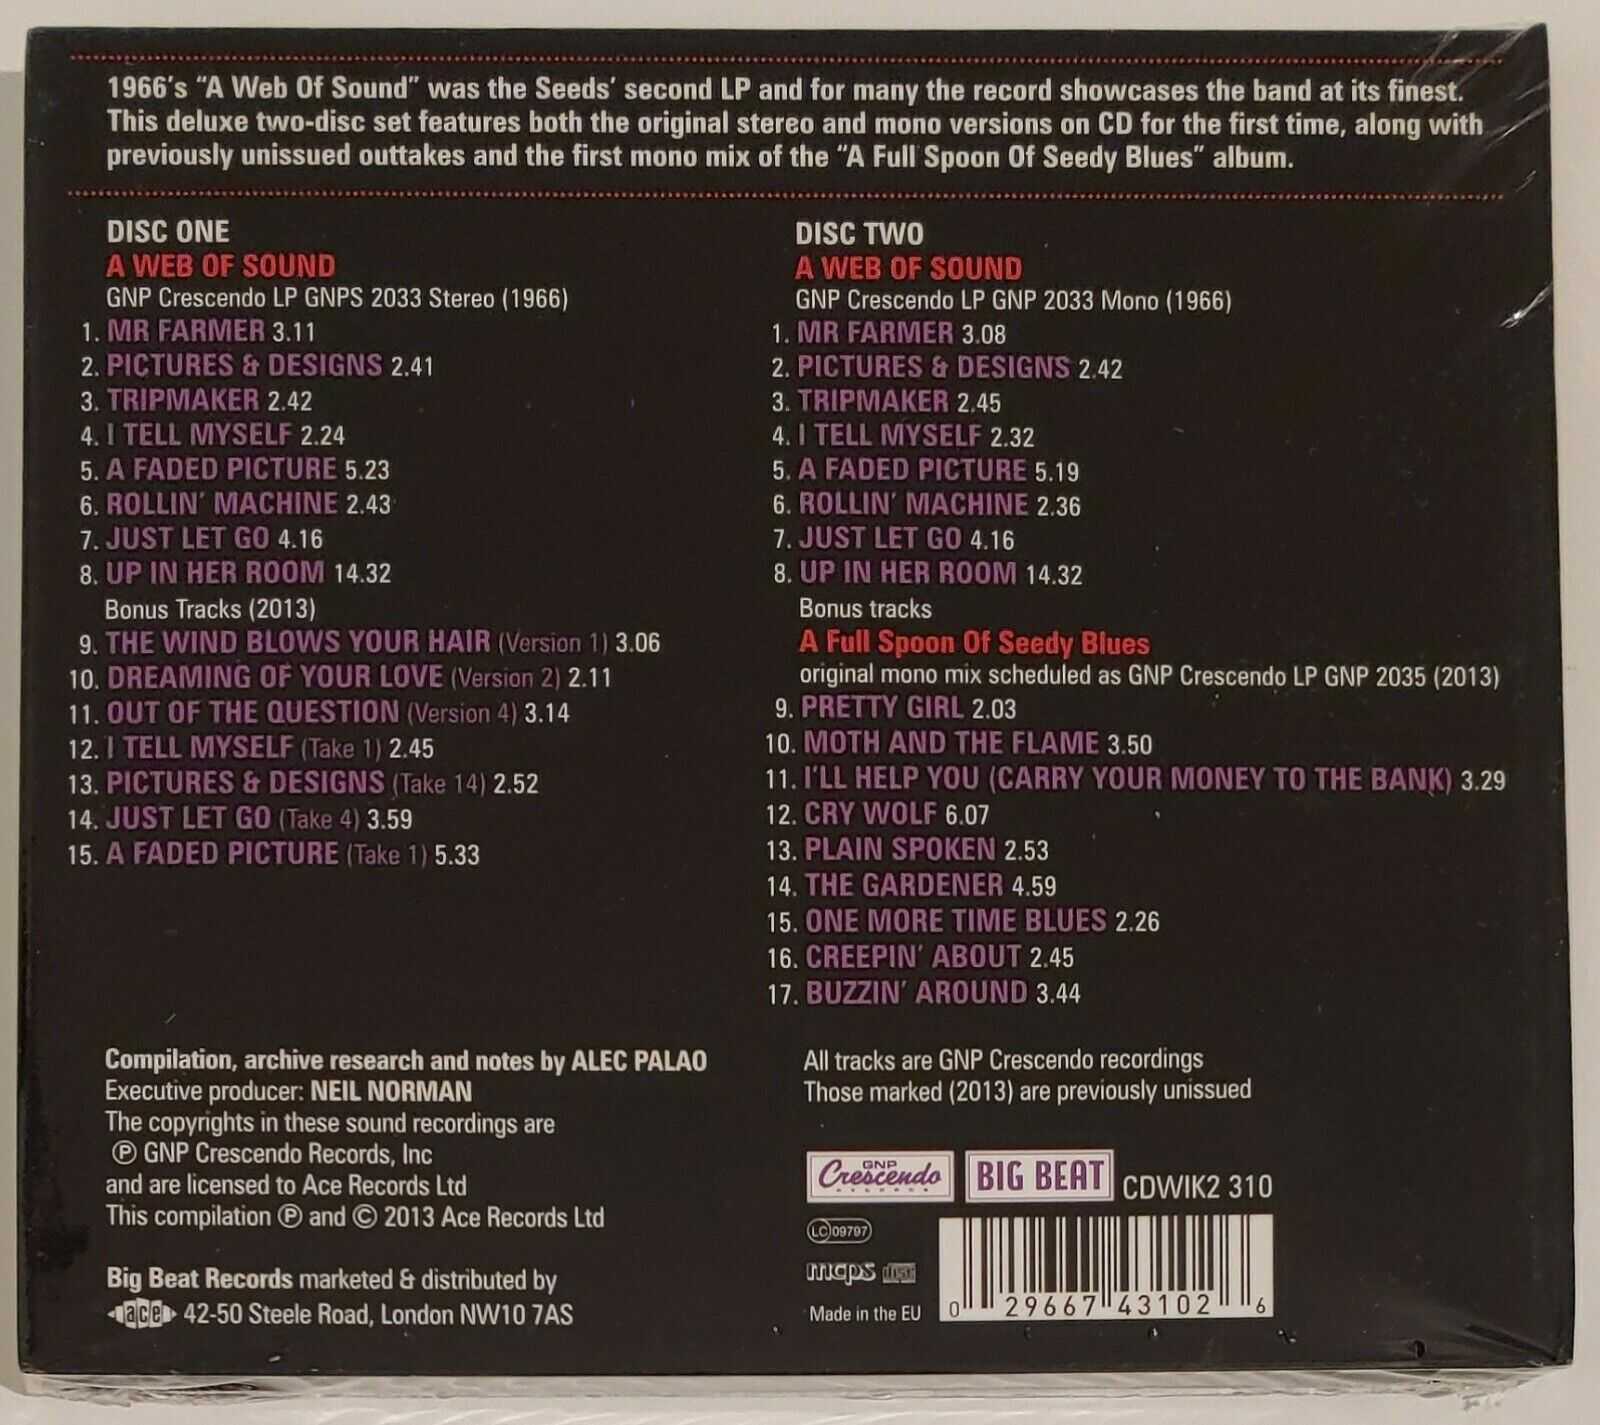 1966's "A Web Of Sound" was the Seeds' second LP and for many the record showcases the band at its finest.
This deluxe two-disc set features both the original stereo and mono versions on CD for the first time, along with
previously unissued outtakes and the first mono mix of the "A Full Spoon Of Seedy Blues" album.
DISC ONE
A WEB OF SOUND
GNP Crescendo LP GNPS 2033 Stereo (1966)
1. MR FARMER 3.11
2. PICTURES & DESIGNS 2.41
3. TRIPMAKER 2.42
4. I TELL MYSELF 2.24
5. A FADED PICTURE 5.23
6. ROLLIN' MACHINE 2.43
7. JUST LET GO 4.16
8. UP IN HER ROOM 14.32
Bonus Tracks (2013)
9. THE WIND BLOWS YOUR HAIR (Version 1) 3.06
10. DREAMING OF YOUR LOVE (Version 2) 2.11
11. OUT OF THE QUESTION (Version 4) 3.14
12. I TELL MYSELF (Take 1) 2.45
13. PICTURES & DESIGNS (Take 14) 2.52
14. JUST LET GO (Take 4) 3.59
15. A FADED PICTURE (Take 1) 5.33
DISC TWO
A WEB OF SOUND
GNP Crescendo LP GNP 2033 Mono (1966)
1. MR FARMER 3.08
2. PICTURES & DESIGNS 2.42
3. TRIPMAKER 2.45
4. I TELL MYSELF 2.32
5. A FADED PICTURE 5.19
6. ROLLIN' MACHINE 2.36
7. JUST LET GO 4.16
8. UP IN HER ROOM 14.32
Bonus tracks
A Full Spoon Of Seedy Blues
original mono mix scheduled as GNP Crescendo LP GNP 2035 (2013)
9. PRETTY GIRL 2.03
10. MOTH AND THE FLAME 3.50
11. I'LL HELP YOU (CARRY YOUR MONEY TO THE BANK) 3.29
12. CRY WOLF 6.07
13. PLAIN SPOKEN 2.53
14. THE GARDENER 4.59
15. ONE MORE TIME BLUES 2.26
16. CREEPIN' ABOUT 2.45
17. BUZZIN' AROUND 3.44
Compilation, archive research and notes by ALEC PALAO
Executive producer: NEIL NORMAN
The copyrights in these sound recordings are
℗ GNP Crescendo Records, Inc
and are licensed to Ace Records Ltd
This compilation ℗ and © 2013 Ace Records Ltd
Big Beat Records marketed & distributed by
ace 42-50 Steele Road, London NW10 7AS
All tracks are GNP Crescendo recordings
Those marked (2013) are previously unissued
GNP
Crescendo
RECORDS
BIG BEAT
CDWIK2 310
LC 09797
mcps disc
Made in the EU
0 29667 43102 6